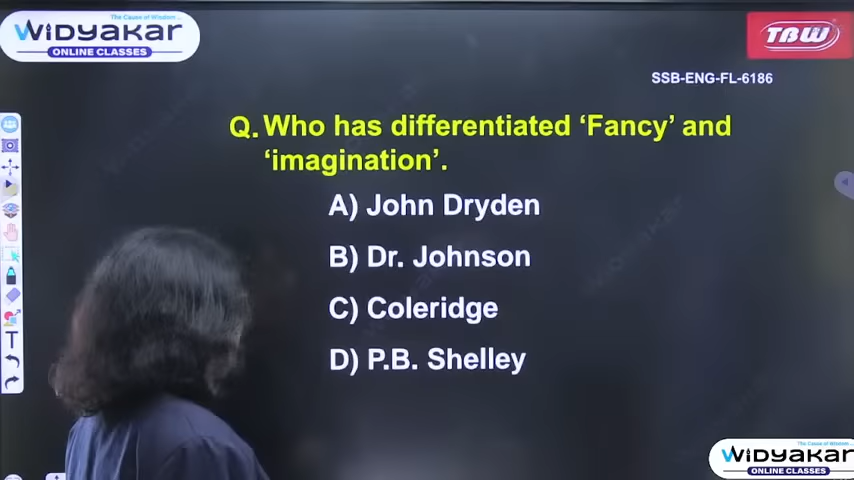 The Cause of Wisdom ...
WIDYAKAR
ONLINE CLASSES
TBW
SSB-ENG-FL-6186
Q. Who has differentiated ‘Fancy’ and
‘imagination’.
A) John Dryden
B) Dr. Johnson
C) Coleridge
D) P.B. Shelley
T
The Cause of Wisdom ...
WIDYAKAR
ONLINE CLASSES